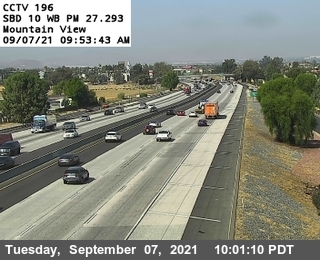 CCTV 196
SBD 10 WB PM 27.293
Mountain View
09/07/21 09:53:43 AM
Tuesday, September 07, 2021 10:01:10 PDT